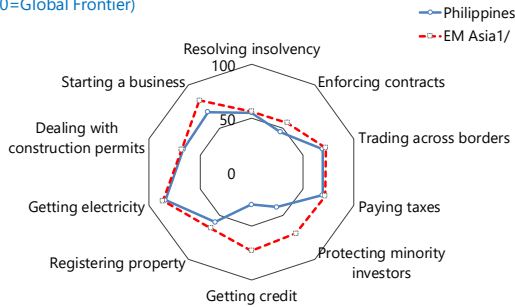 0=Global Frontier)
Philippines
EM Asia1/
Resolving insolvency
100
Starting a business
Enforcing contracts
50
Dealing with
construction permits
Trading across borders
0
Getting electricity
Paying taxes
Registering property
Protecting minority
investors
Getting credit